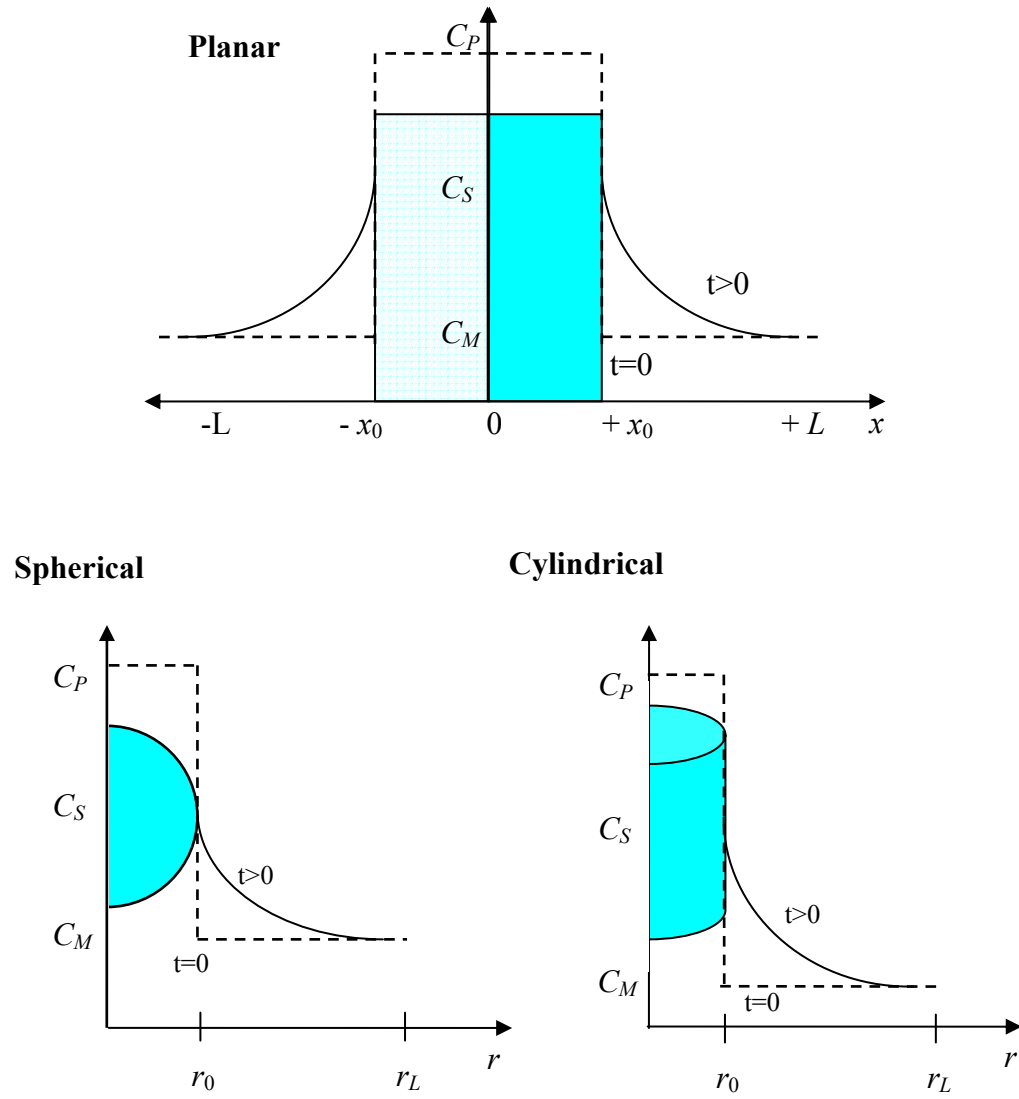 Planar
C_P
C_S
C_M
t>0
t=0
-L
- x_0
0
+ x_0
+ L
x
Spherical
Cylindrical
C_P
C_S
C_M
t>0
t=0
r_0
r_L
r
C_P
C_S
C_M
t>0
t=0
r_0
r_L
r